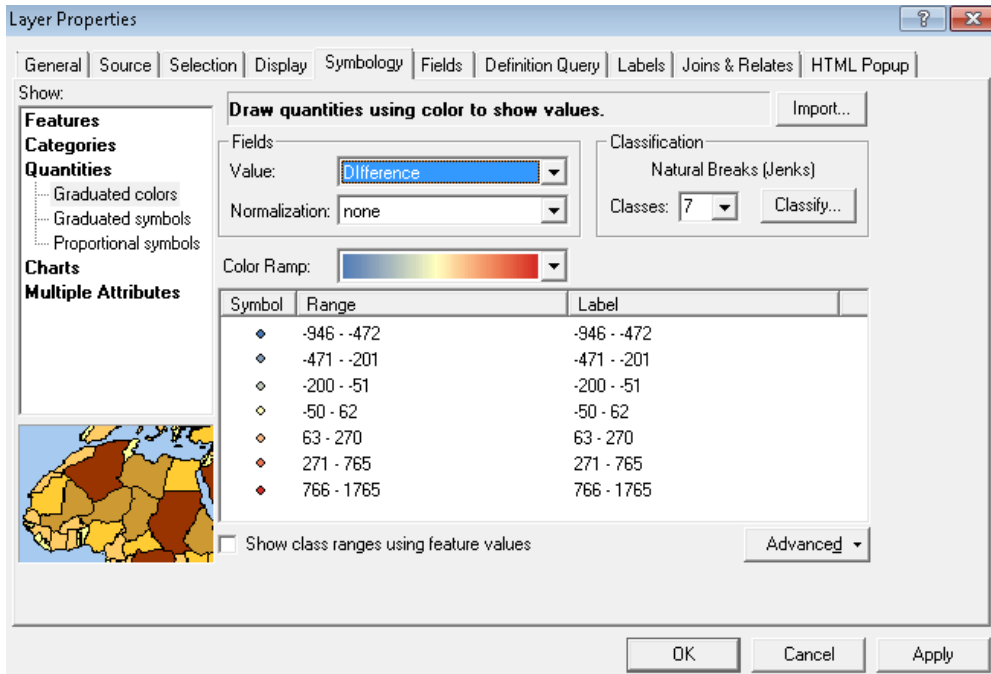 Layer Properties
General Source Selection Display Symbology Fields Definition Query Labels Joins & Relates HTML Popup
Show:
Features
Categories
Quantities
Graduated colors
Graduated symbols
Proportional symbols
Charts
Multiple Attributes
Draw quantities using color to show values.
Import...
Fields
Value: DIfference
Normalization: none
Classification
Natural Breaks (Jenks)
Classes: 7 Classify...
Color Ramp:
Symbol Range Label
-946 - -472 -946 - -472
-471 - -201 -471 - -201
-200 - -51 -200 - -51
-50 - 62 -50 - 62
63 - 270 63 - 270
271 - 765 271 - 765
766 - 1765 766 - 1765
Show class ranges using feature values
Advanced
OK Cancel Apply